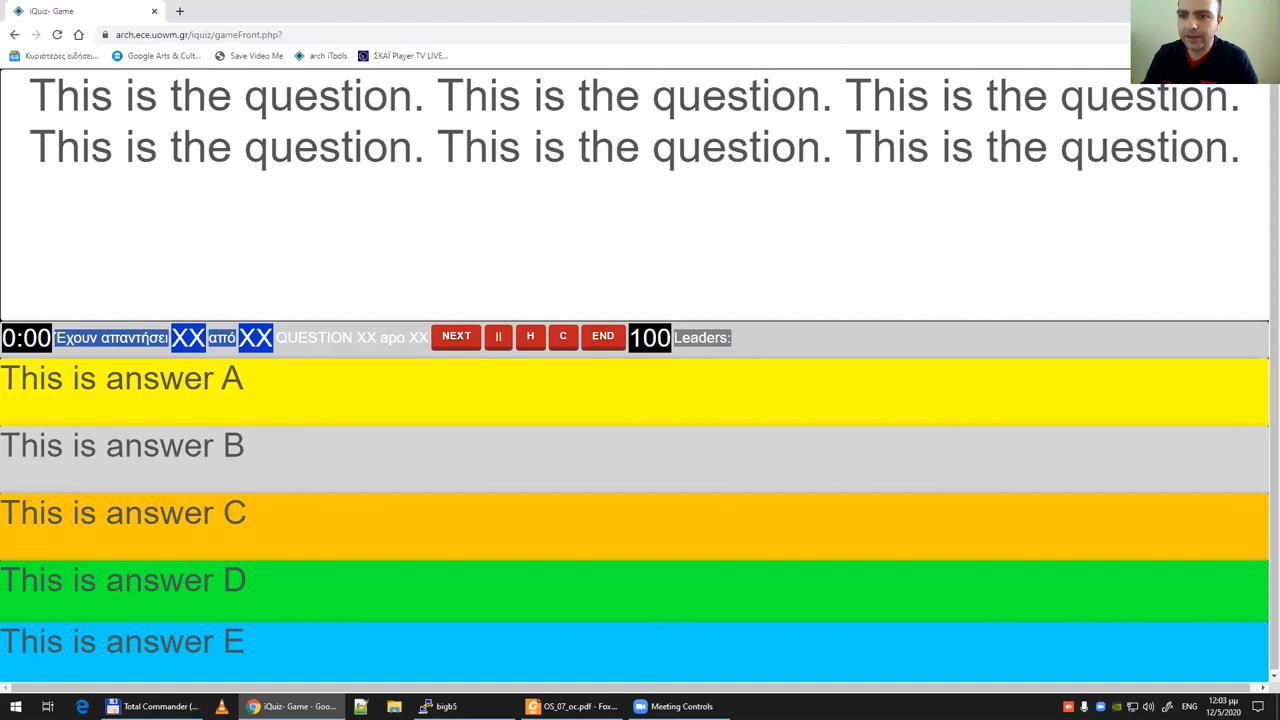 iQuiz- Game
arch.ece.uowm.gr/iquiz/gameFront.php?
Κυριότερες ειδήσει... Google Arts & Cult... Save Video Me arch iTools ΣΚΑΪ Player TV LIVE...
This is the question. This is the question. This is the question.
This is the question. This is the question. This is the question.
0:00 Έχουν απαντήσει XX από XX QUESTION XX apo XX NEXT || H C END 100 Leaders:
This is answer A
This is answer B
This is answer C
This is answer D
This is answer E
Total Commander (... iQuiz- Game - Goo... bigb5 OS_07_oc.pdf - Fox... Meeting Controls ENG 12:03 μμ
12/5/2020